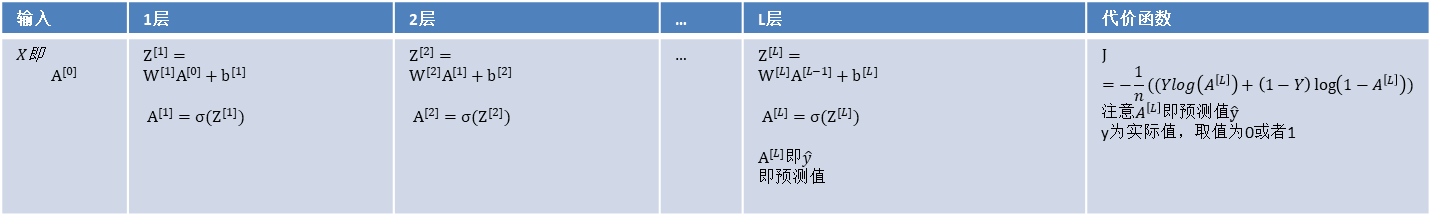 输入 1层 2层 … L层 代价函数
X即
A[0]
Z[1] =
W[1]A[0] + b[1]
A[1] = σ(Z[1])
Z[2] =
W[2]A[1] + b[2]
A[2] = σ(Z[2])
…
Z[L] =
W[L]A[L−1] + b[L]
A[L] = σ(Z[L])
A[L]即ŷ
即预测值
J
= −1/n ((Ylog(A[L]) + (1 − Y) log(1 − A[L]))
注意A[L]即预测值ŷ
y为实际值，取值为0或者1